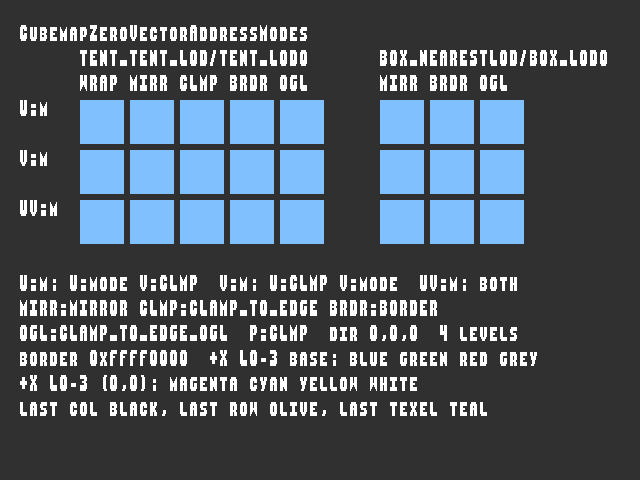 CubemapZeroVectorAddressModes
TENT_TENT_LOD/TENT_LOD0 BOX_NEARESTLOD/BOX_LOD0
WRAP MIRR CLMP BRDR OGL MIRR BRDR OGL
U:m
V:m
UV:m
U:m: U:mode V:CLMP V:m: U:CLMP V:mode UV:m: both
MIRR:MIRROR CLMP:CLAMP_TO_EDGE BRDR:BORDER
OGL:CLAMP_TO_EDGE_OGL P:CLMP dir 0,0,0 4 levels
border 0xffff0000 +X L0-3 base: blue green red grey
+X L0-3 (0,0): magenta cyan yellow white
last col black, last row olive, last texel teal